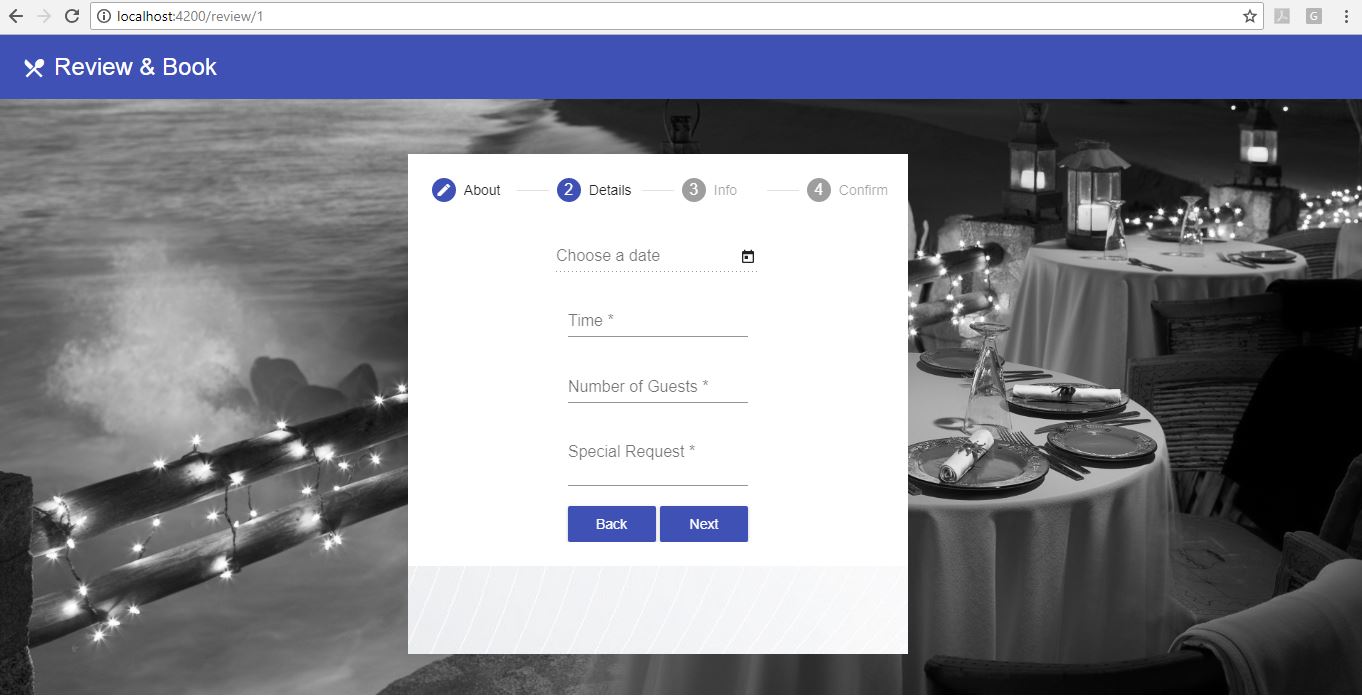 localhost:4200/review/1
G
Review & Book
About 2 Details 3 Info 4 Confirm
Choose a date
Time *
Number of Guests *
Special Request *
Back Next